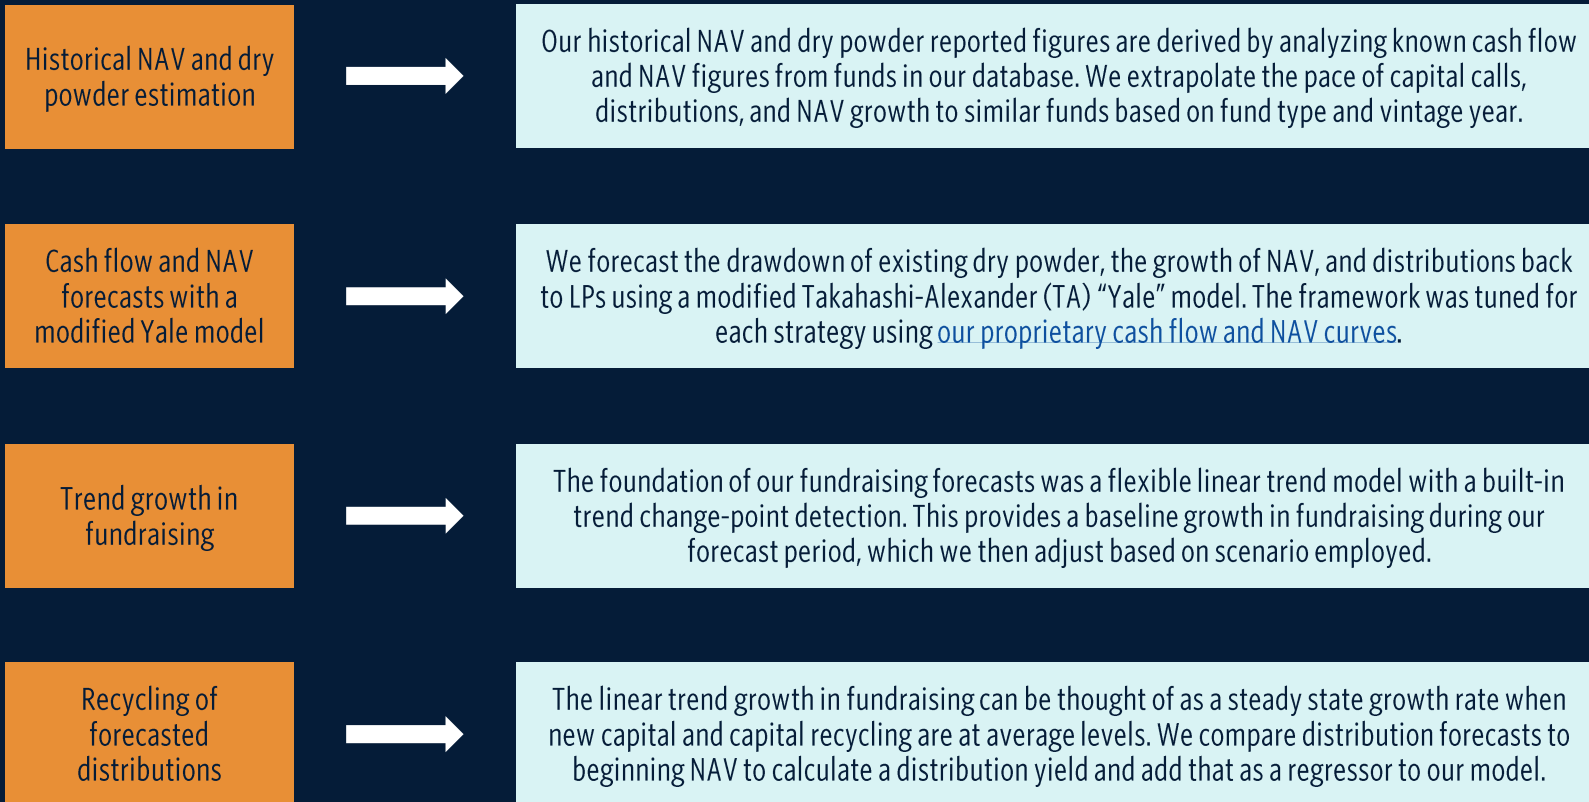 Historical NAV and dry
powder estimation
Our historical NAV and dry powder reported figures are derived by analyzing known cash flow
and NAV figures from funds in our database. We extrapolate the pace of capital calls,
distributions, and NAV growth to similar funds based on fund type and vintage year.
Cash flow and NAV
forecasts with a
modified Yale model
We forecast the drawdown of existing dry powder, the growth of NAV, and distributions back
to LPs using a modified Takahashi-Alexander (TA) “Yale” model. The framework was tuned for
each strategy using our proprietary cash flow and NAV curves.
Trend growth in
fundraising
The foundation of our fundraising forecasts was a flexible linear trend model with a built-in
trend change-point detection. This provides a baseline growth in fundraising during our
forecast period, which we then adjust based on scenario employed.
Recycling of
forecasted
distributions
The linear trend growth in fundraising can be thought of as a steady state growth rate when
new capital and capital recycling are at average levels. We compare distribution forecasts to
beginning NAV to calculate a distribution yield and add that as a regressor to our model.